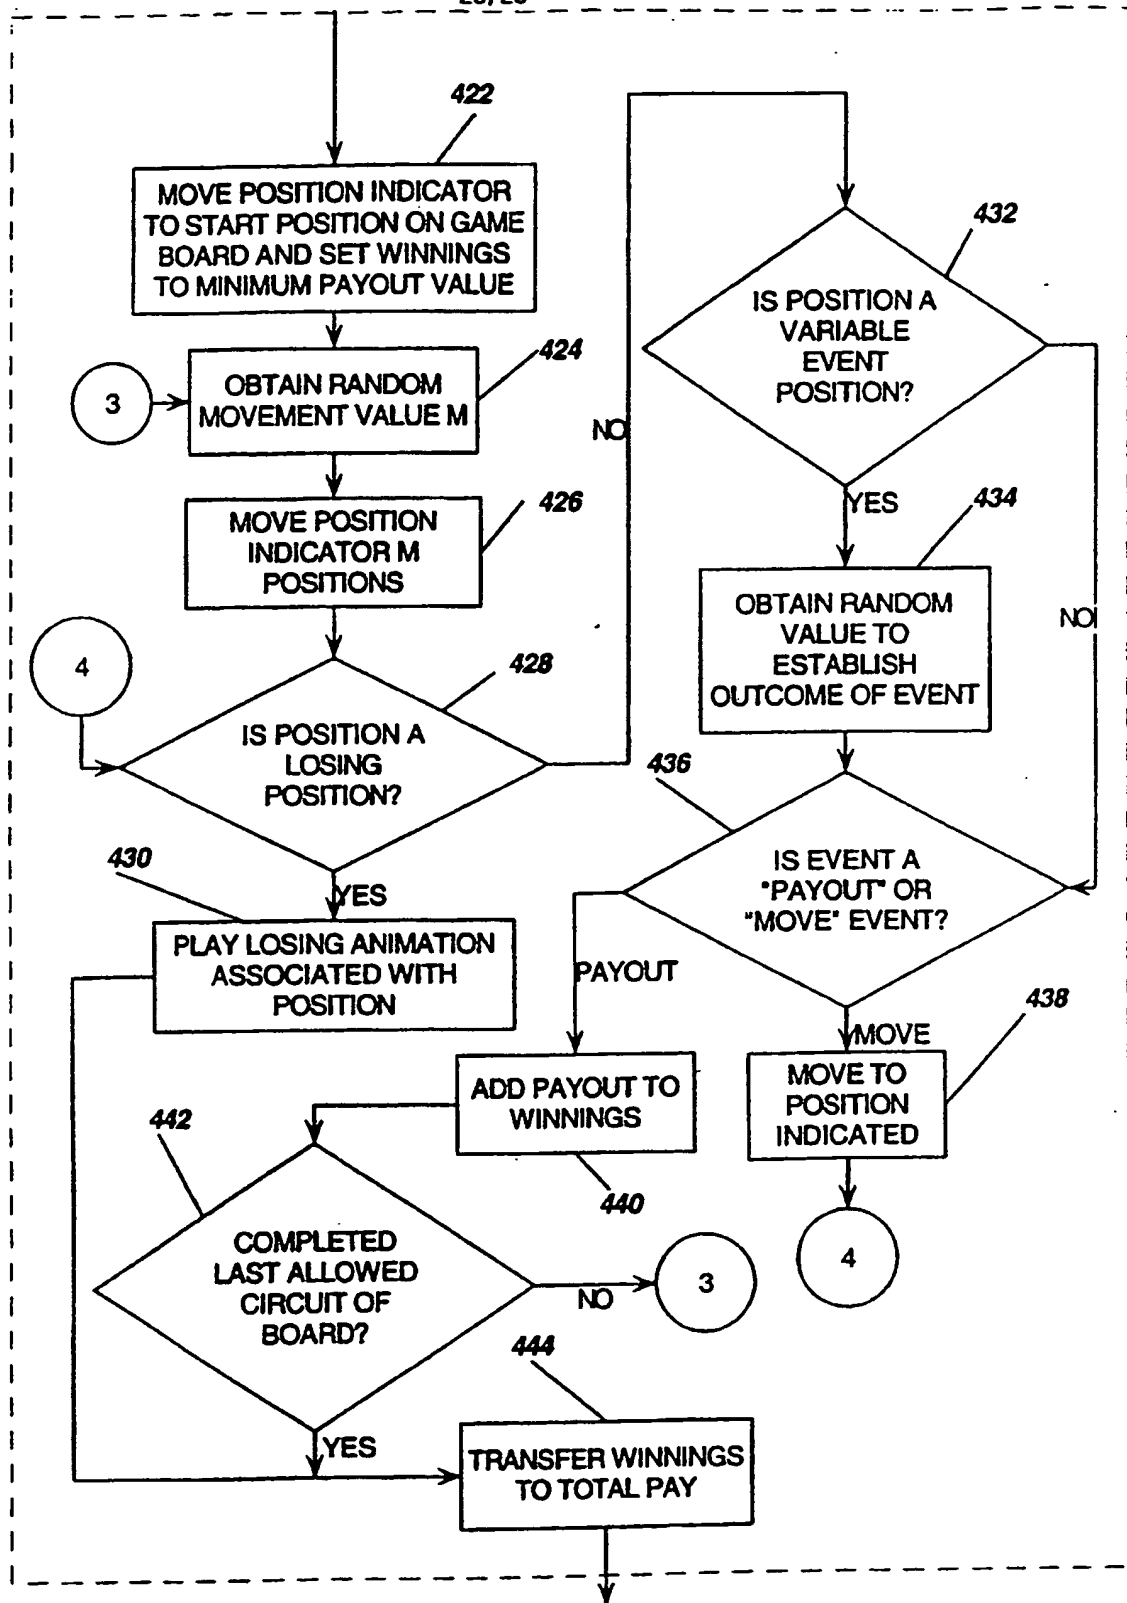 422
MOVE POSITION INDICATOR
TO START POSITION ON GAME
BOARD AND SET WINNINGS
TO MINIMUM PAYOUT VALUE
424
3
OBTAIN RANDOM
MOVEMENT VALUE M
426
MOVE POSITION
INDICATOR M
POSITIONS
4
428
IS POSITION A
LOSING
POSITION?
NO
430
YES
PLAY LOSING ANIMATION
ASSOCIATED WITH
POSITION
432
IS POSITION A
VARIABLE
EVENT
POSITION?
YES
NO
434
OBTAIN RANDOM
VALUE TO
ESTABLISH
OUTCOME OF EVENT
436
IS EVENT A
"PAYOUT" OR
"MOVE" EVENT?
PAYOUT
MOVE
438
MOVE TO
POSITION
INDICATED
4
ADD PAYOUT TO
WINNINGS
440
442
COMPLETED
LAST ALLOWED
CIRCUIT OF
BOARD?
NO
3
YES
444
TRANSFER WINNINGS
TO TOTAL PAY